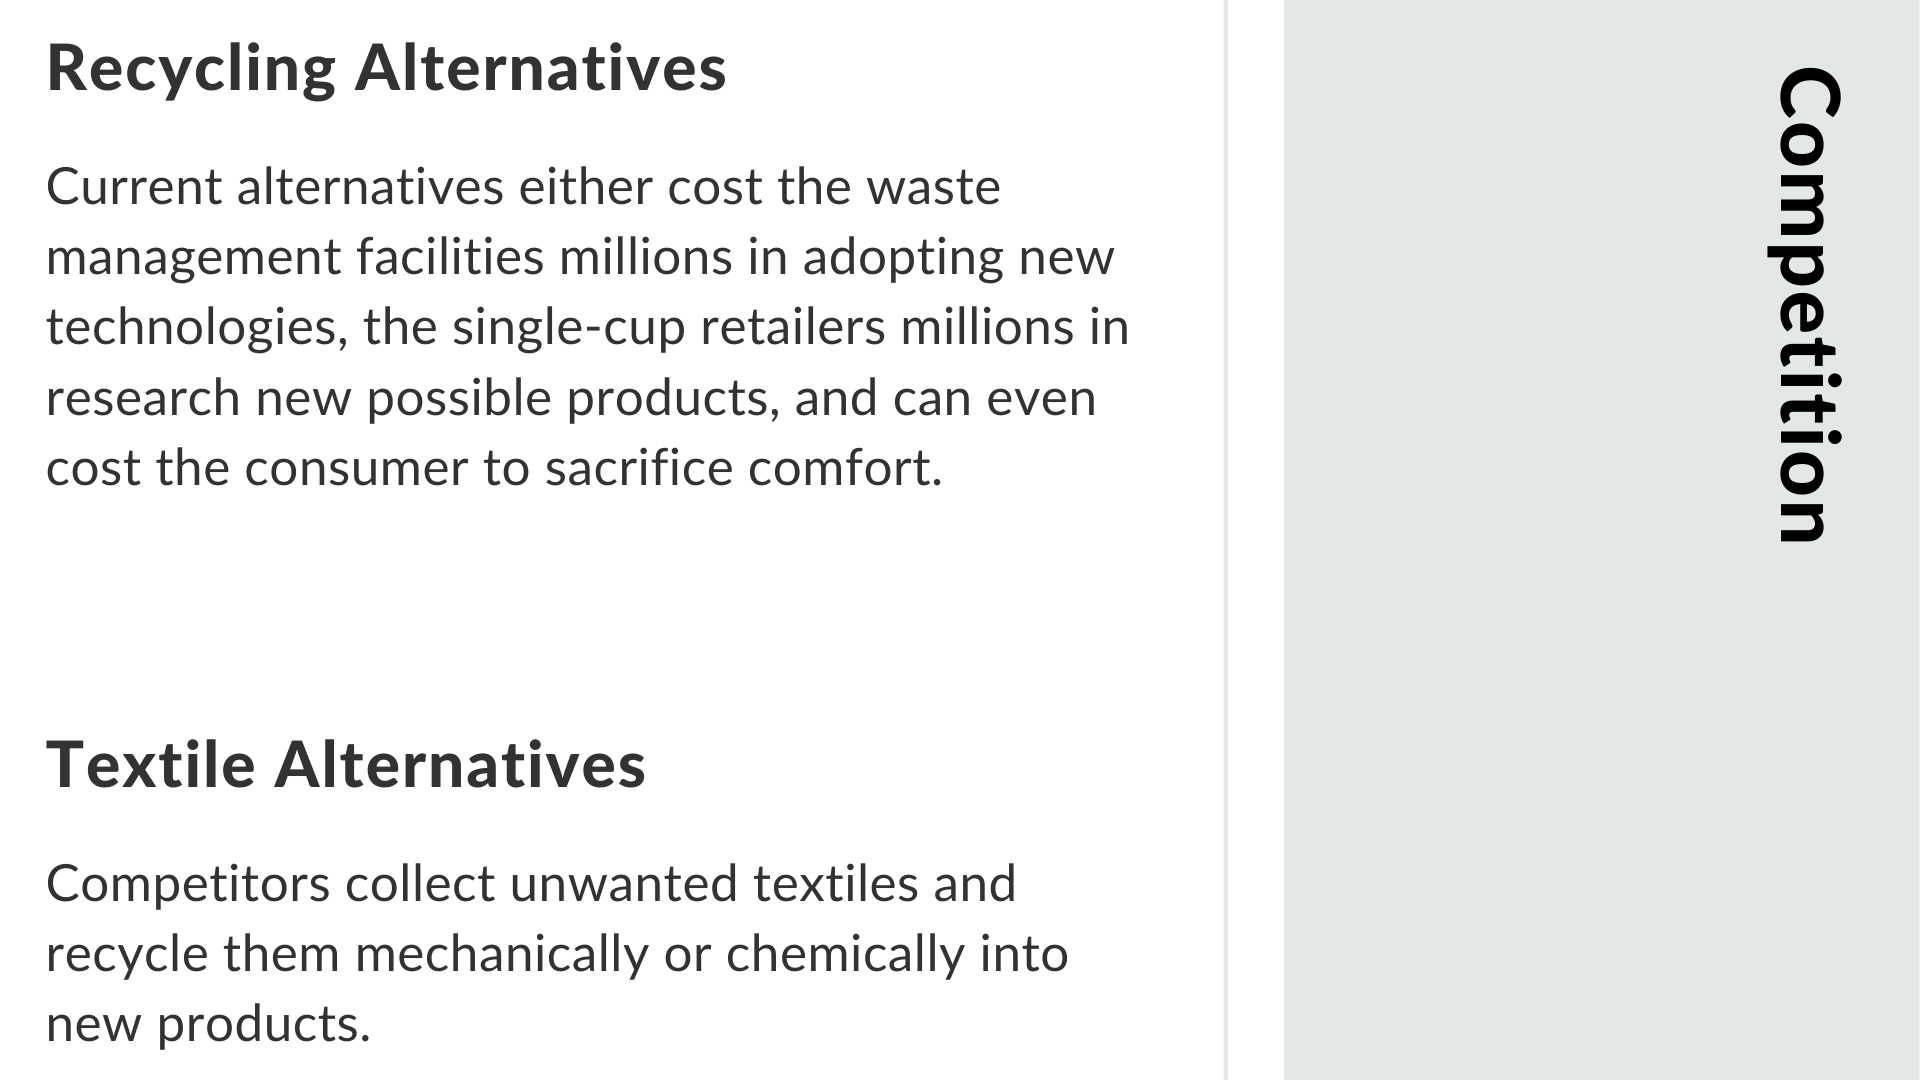 Recycling Alternatives
Current alternatives either cost the waste
management facilities millions in adopting new
technologies, the single-cup retailers millions in
research new possible products, and can even
cost the consumer to sacrifice comfort.
Textile Alternatives
Competitors collect unwanted textiles and
recycle them mechanically or chemically into
new products.
Competition